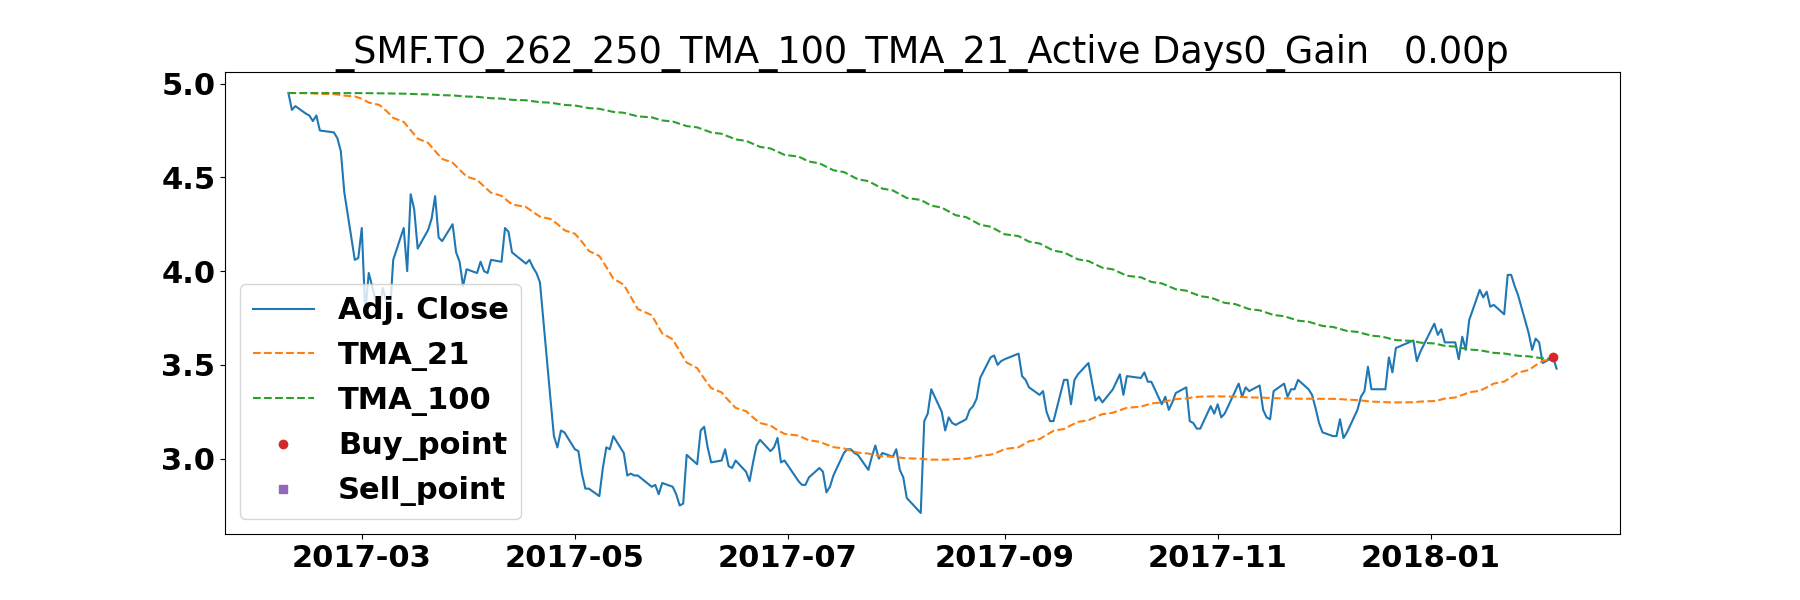 _SMF.TO_262_250_TMA_100_TMA_21_Active Days0_Gain   0.00p
5.0
4.5
4.0
3.5
3.0
Adj. Close
TMA_21
TMA_100
Buy_point
Sell_point
2017-03 2017-05 2017-07 2017-09 2017-11 2018-01